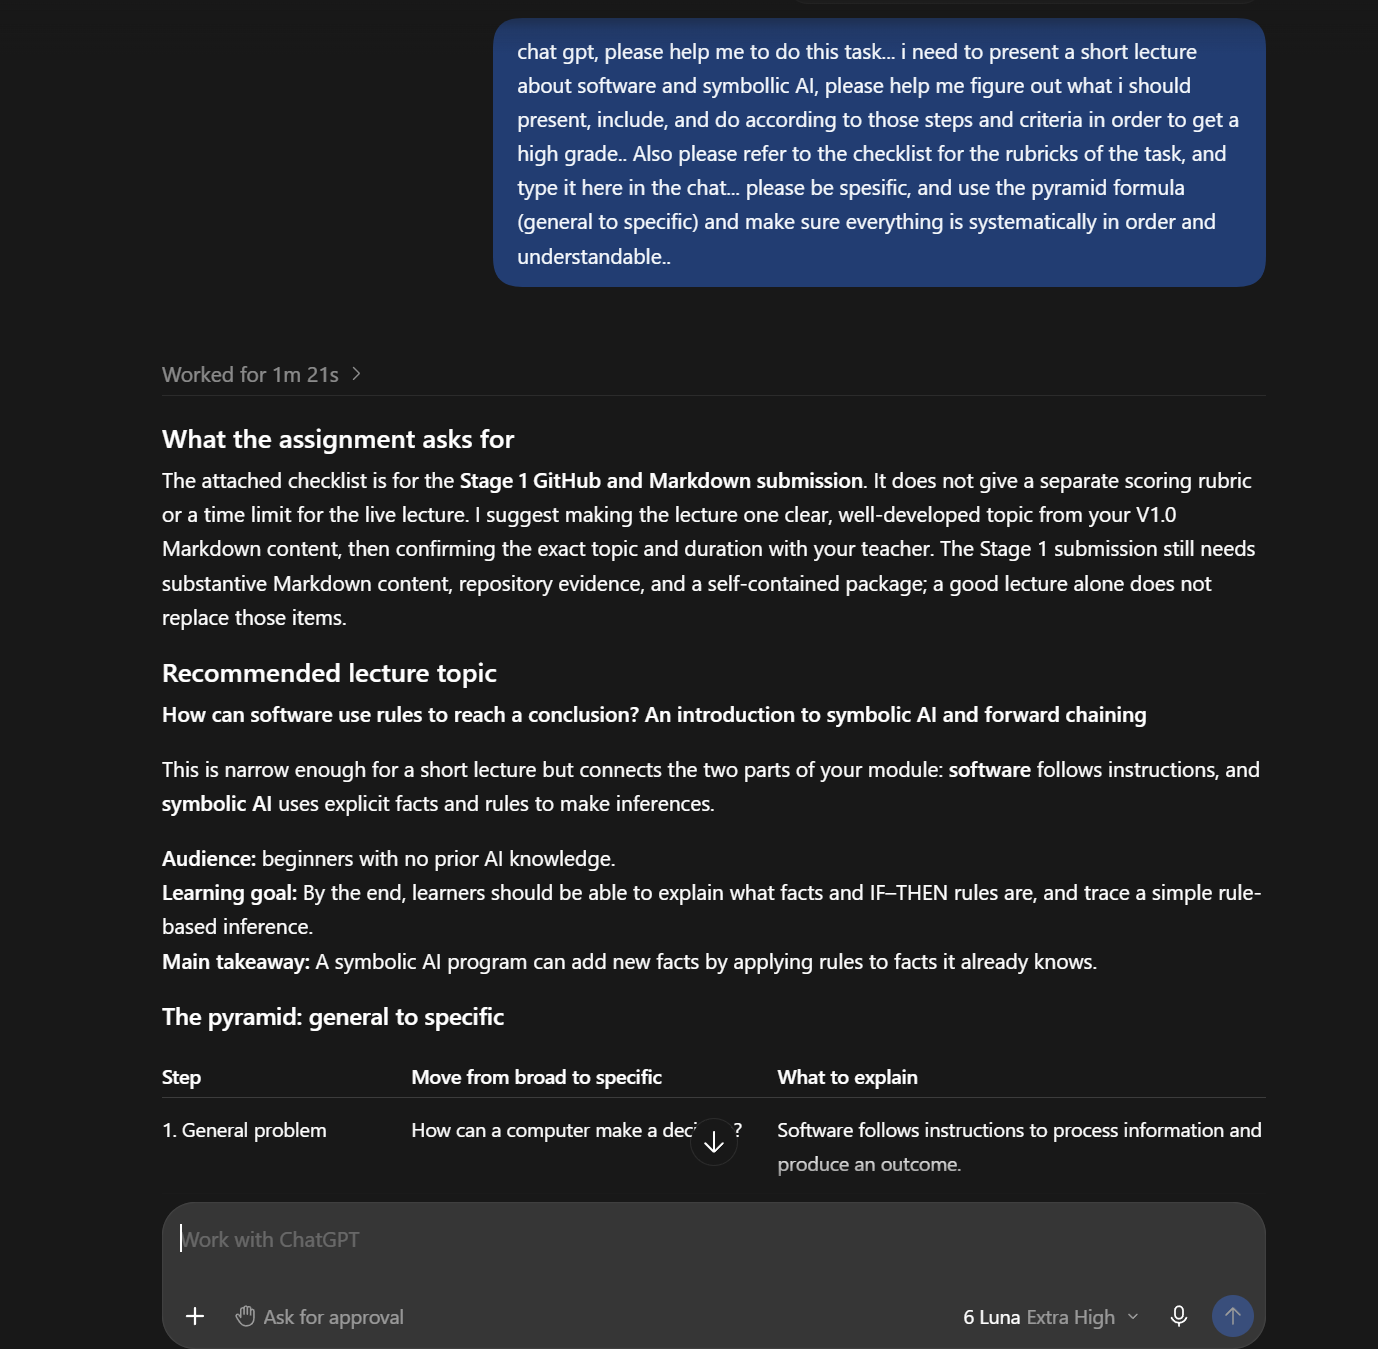 chat gpt, please help me to do this task... i need to present a short lecture
about software and symbollic AI, please help me figure out what i should
present, include, and do according to those steps and criteria in order to get a
high grade.. Also please refer to the checklist for the rubricks of the task, and
type it here in the chat... please be spesific, and use the pyramid formula
(general to specific) and make sure everything is systematically in order and
understandable..
Worked for 1m 21s
What the assignment asks for
The attached checklist is for the Stage 1 GitHub and Markdown submission. It does not give a separate scoring rubric
or a time limit for the live lecture. I suggest making the lecture one clear, well-developed topic from your V1.0
Markdown content, then confirming the exact topic and duration with your teacher. The Stage 1 submission still needs
substantive Markdown content, repository evidence, and a self-contained package; a good lecture alone does not
replace those items.
Recommended lecture topic
How can software use rules to reach a conclusion? An introduction to symbolic AI and forward chaining
This is narrow enough for a short lecture but connects the two parts of your module: software follows instructions, and
symbolic AI uses explicit facts and rules to make inferences.
Audience: beginners with no prior AI knowledge.
Learning goal: By the end, learners should be able to explain what facts and IF–THEN rules are, and trace a simple rule-
based inference.
Main takeaway: A symbolic AI program can add new facts by applying rules to facts it already knows.
The pyramid: general to specific
Step Move from broad to specific What to explain
1. General problem How can a computer make a ? Software follows instructions to process information and
produce an outcome.
Work with ChatGPT
Ask for approval 6 Luna Extra High